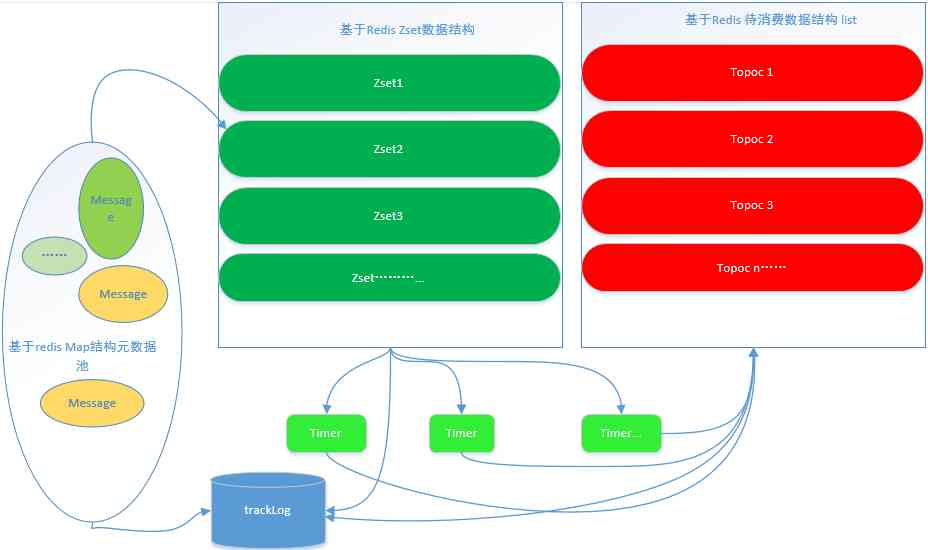 基于Redis Zset数据结构
Zset1
Zset2
Zset3
Zset………...
基于Redis 待消费数据结构 list
Topoc 1
Topoc 2
Topoc 3
Topoc n……
Messag
e
……
Message
基于redis Map结构元数据
池
Message
Timer
Timer
Timer...
trackLog